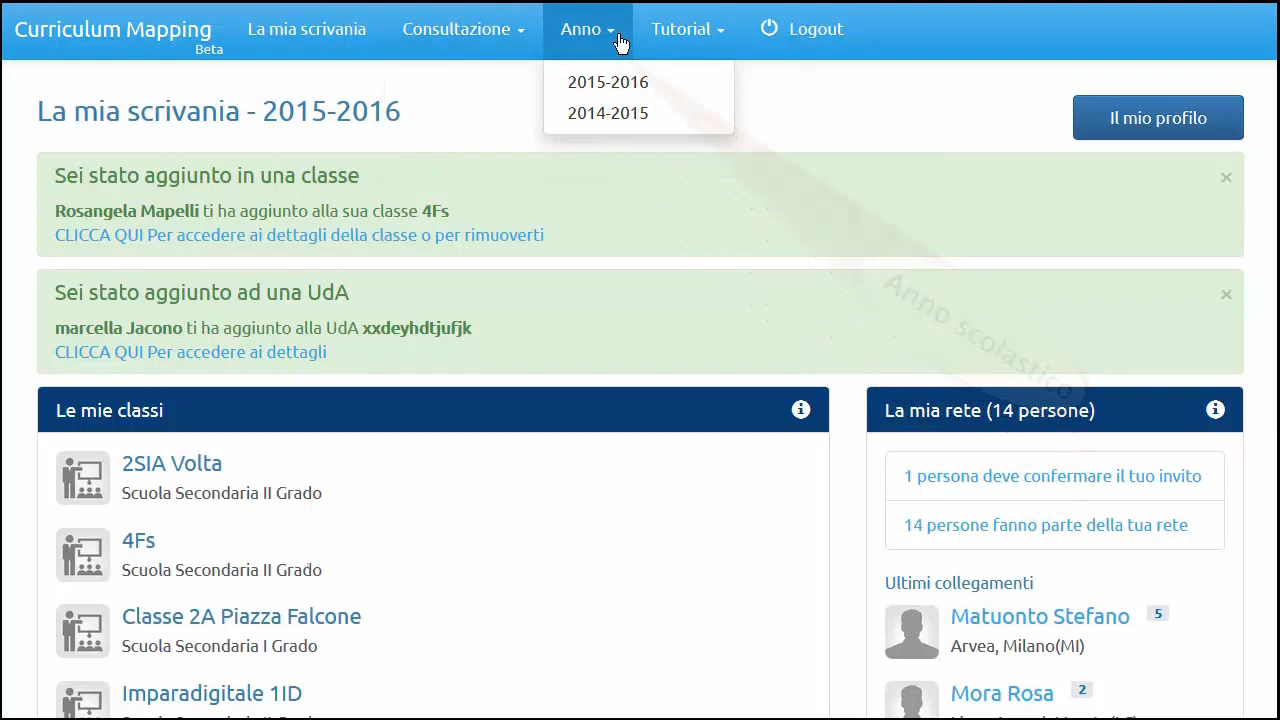 Curriculum Mapping
Beta
La mia scrivania
Consultazione
Anno
Tutorial
Logout
2015-2016
2014-2015
La mia scrivania - 2015-2016
Il mio profilo
Sei stato aggiunto in una classe
×
Rosangela Mapelli ti ha aggiunto alla sua classe 4Fs
CLICCA QUI Per accedere ai dettagli della classe o per rimuoverti
Anno scolastico
Sei stato aggiunto ad una UdA
×
marcella Jacono ti ha aggiunto alla UdA xxdeyhdtjufjk
CLICCA QUI Per accedere ai dettagli
Le mie classi
2SIA Volta
Scuola Secondaria II Grado
4Fs
Scuola Secondaria II Grado
Classe 2A Piazza Falcone
Scuola Secondaria I Grado
Imparadigitale 1ID
La mia rete (14 persone)
1 persona deve confermare il tuo invito
14 persone fanno parte della tua rete
Ultimi collegamenti
Matuonto Stefano 5
Arvea, Milano(MI)
Mora Rosa 2